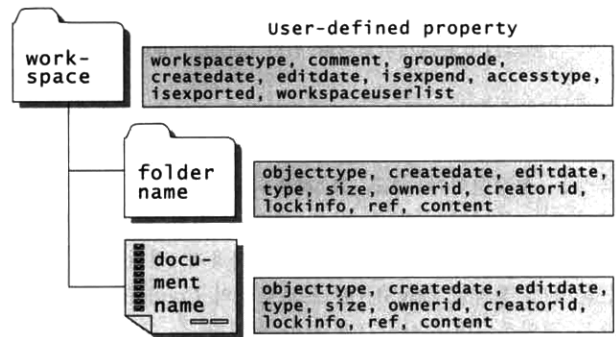 User-defined property
work-
space
workspacetype, comment, groupmode,
createdate, editdate, isexpend, accesstype,
isexported, workspaceuserlist
folder
name
objecttype, createdate, editdate,
type, size, ownerid, creatorid,
lockinfo, ref, content
docu-
ment
name
objecttype, createdate, editdate,
type, size, ownerid, creatorid,
lockinfo, ref, content